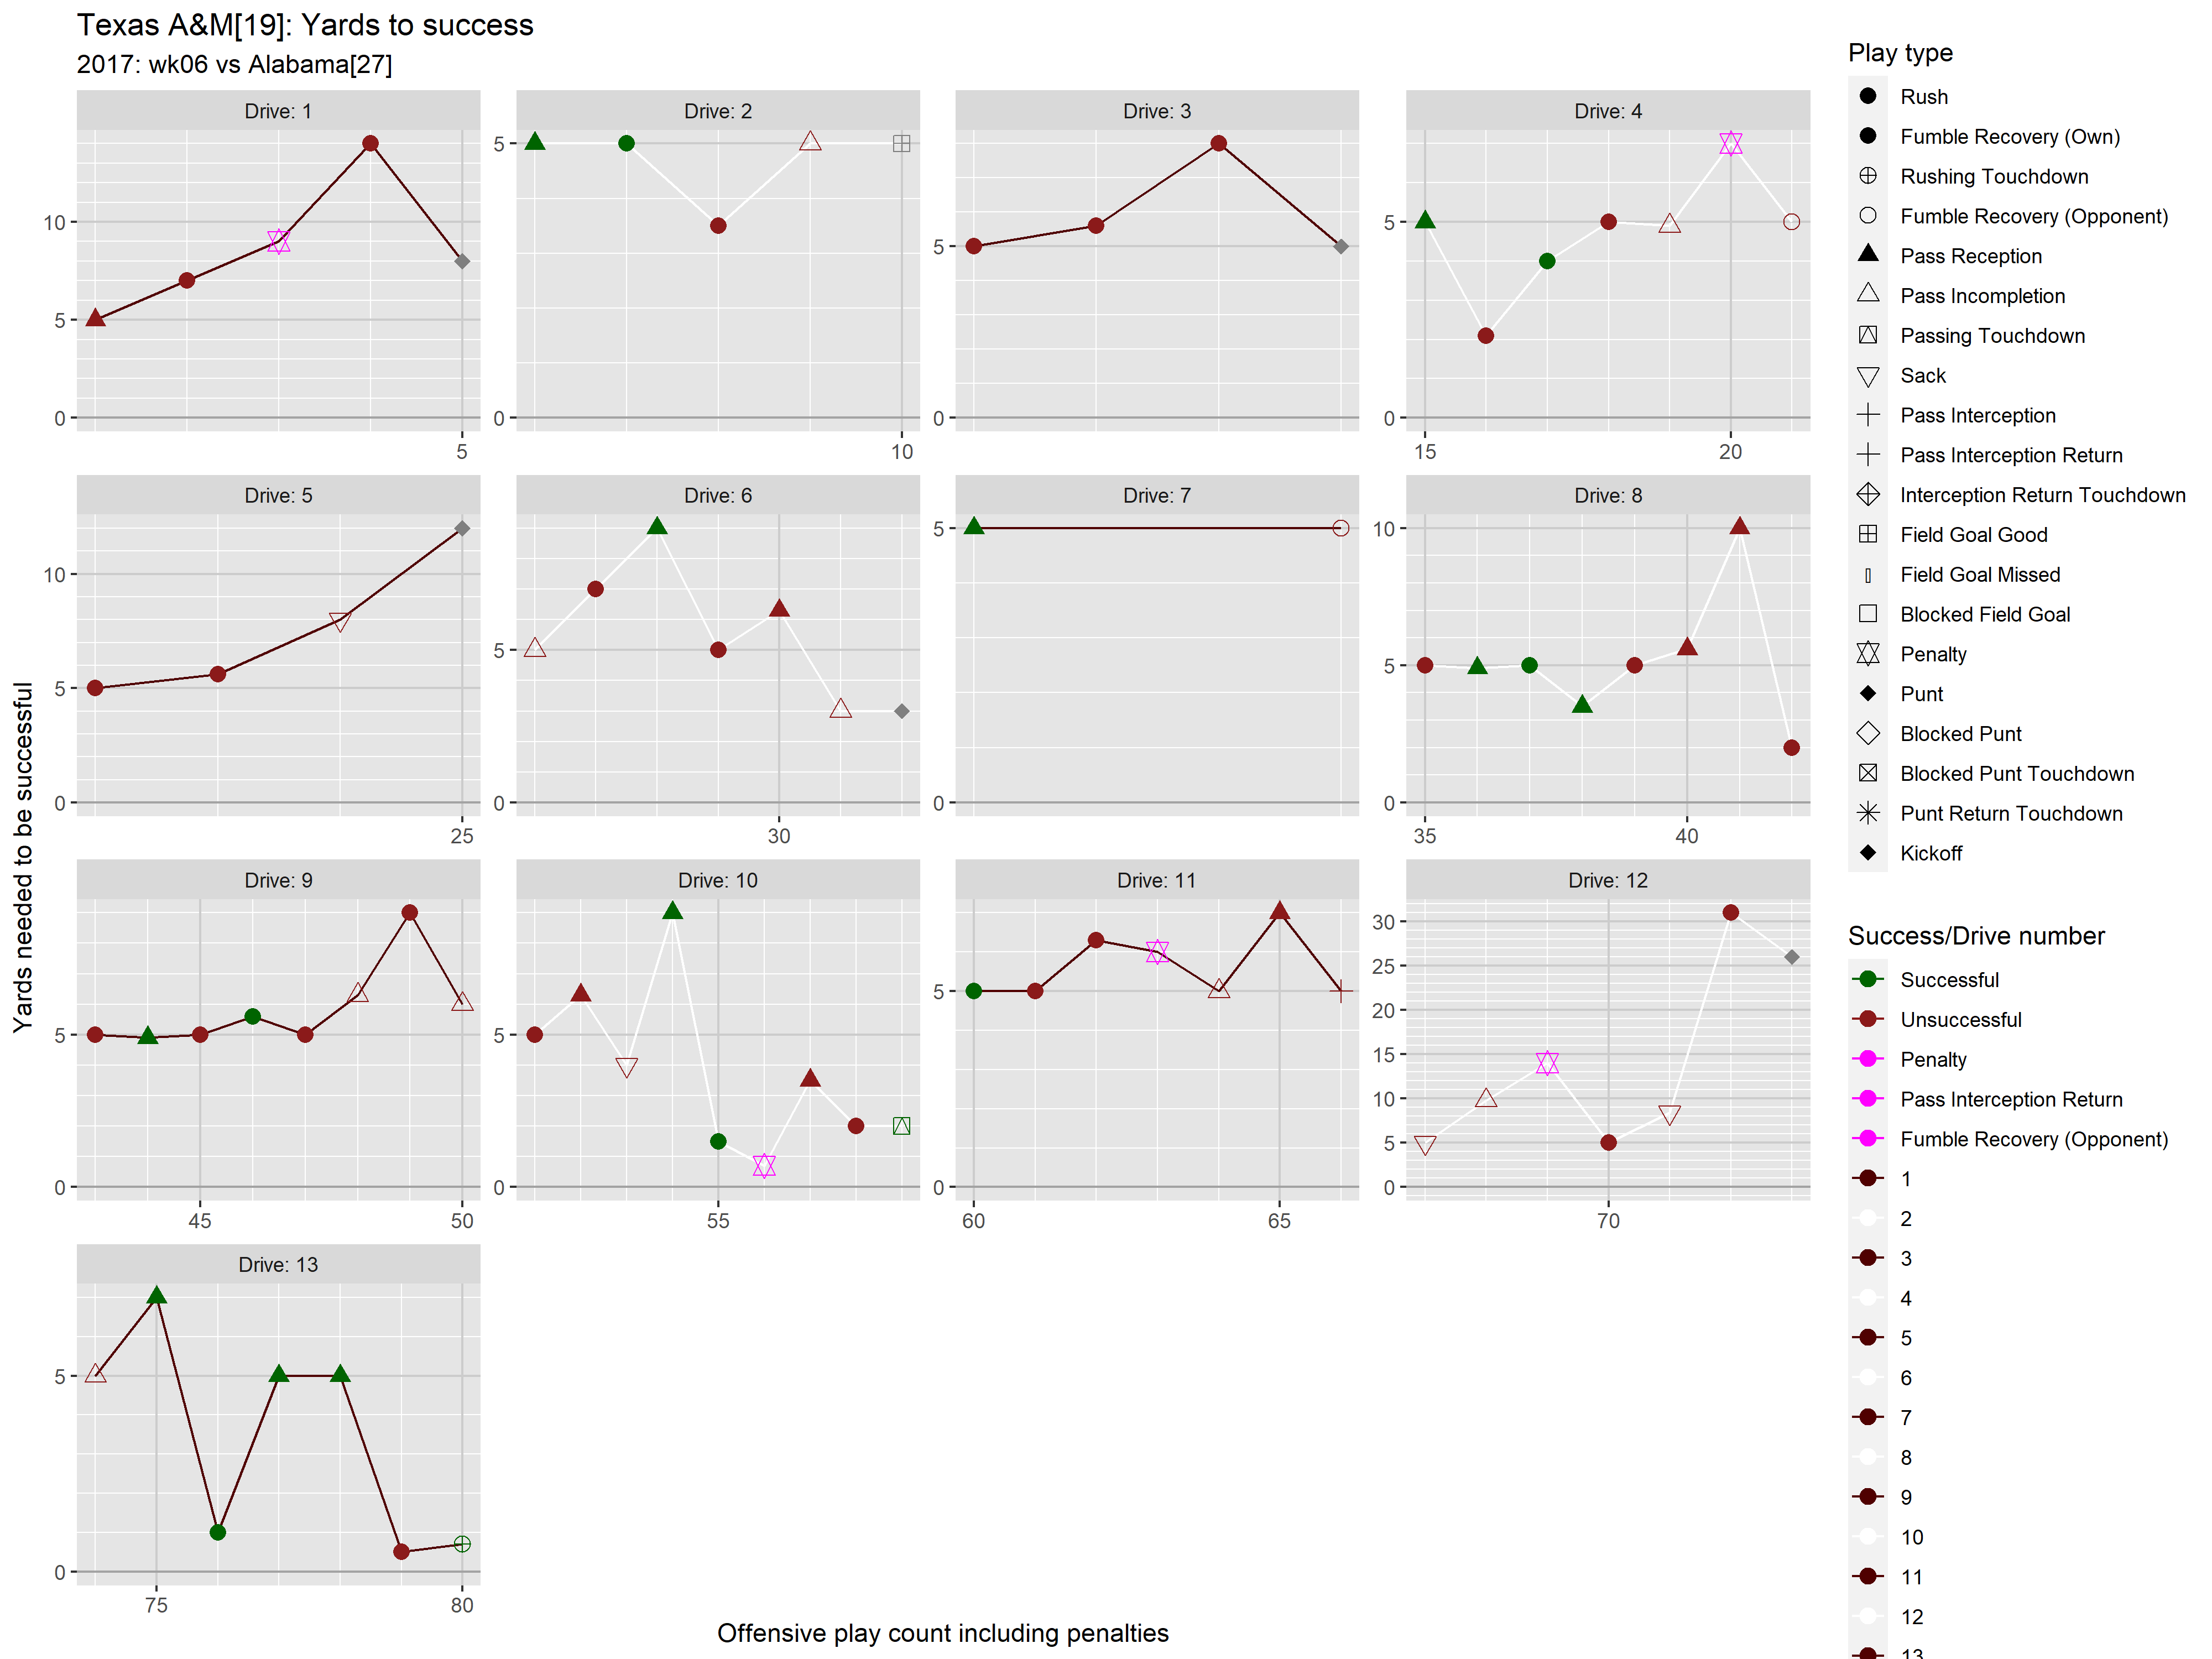 Texas A&M[19]: Yards to success
2017: wk06 vs Alabama[27]
Drive: 1
10
5
0
5
Drive: 2
5
0
10
Drive: 3
5
0
Drive: 4
5
0
15 20
Drive: 5
10
5
0
25
Drive: 6
5
0
30
Drive: 7
5
0
Drive: 8
10
5
0
35 40
Drive: 9
5
0
45 50
Drive: 10
5
0
55
Drive: 11
5
0
60 65
Drive: 12
30
25
20
15
10
5
0
70
Drive: 13
5
0
75 80
Yards needed to be successful
Offensive play count including penalties
Play type
Rush
Fumble Recovery (Own)
Rushing Touchdown
Fumble Recovery (Opponent)
Pass Reception
Pass Incompletion
Passing Touchdown
Sack
Pass Interception
Pass Interception Return
Interception Return Touchdown
Field Goal Good
Field Goal Missed
Blocked Field Goal
Penalty
Punt
Blocked Punt
Blocked Punt Touchdown
Punt Return Touchdown
Kickoff
Success/Drive number
Successful
Unsuccessful
Penalty
Pass Interception Return
Fumble Recovery (Opponent)
1
2
3
4
5
6
7
8
9
10
11
12
13